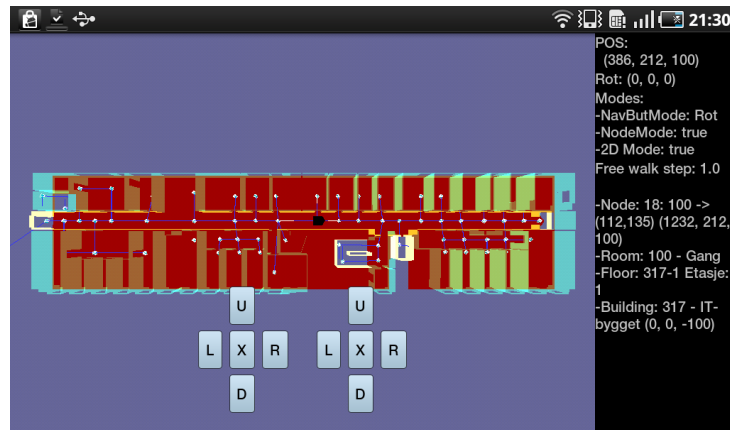 21:30
POS:
(386, 212, 100)
Rot: (0, 0, 0)
Modes:
-NavButMode: Rot
-NodeMode: true
-2D Mode: true
Free walk step: 1.0
-Node: 18: 100 ->
(112,135) (1232, 212,
100)
-Room: 100 - Gang
-Floor: 317-1 Etasje:
1
-Building: 317 - IT-
bygget (0, 0, -100)
U U
L X R L X R
D D